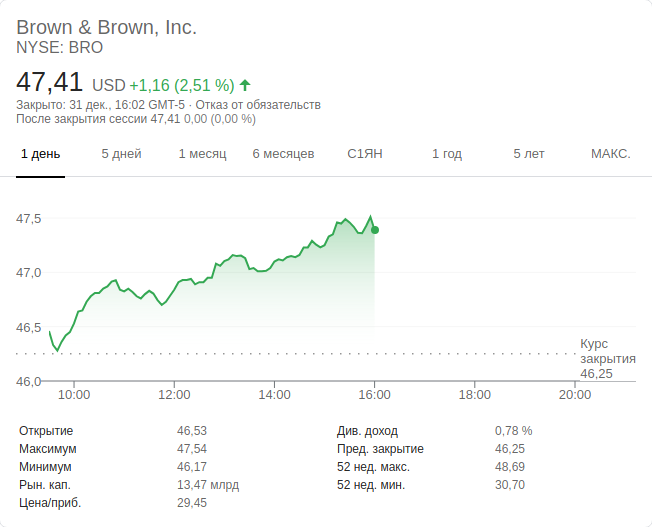 Brown & Brown, Inc.
NYSE: BRO
47,41 USD +1,16 (2,51 %)
Закрыто: 31 дек., 16:02 GMT-5 · Отказ от обязательств
После закрытия сессии 47,41 0,00 (0,00 %)
1 день 5 дней 1 месяц 6 месяцев С1ЯН 1 год 5 лет МАКС.
47,5
47,0
46,5
Курс
закрытия
46,25
46,0
10:00 12:00 14:00 16:00 18:00 20:00
Открытие 46,53 Див. доход 0,78 %
Максимум 47,54 Пред. закрытие 46,25
Минимум 46,17 52 нед. макс. 48,69
Рын. кап. 13,47 млрд 52 нед. мин. 30,70
Цена/приб. 29,45